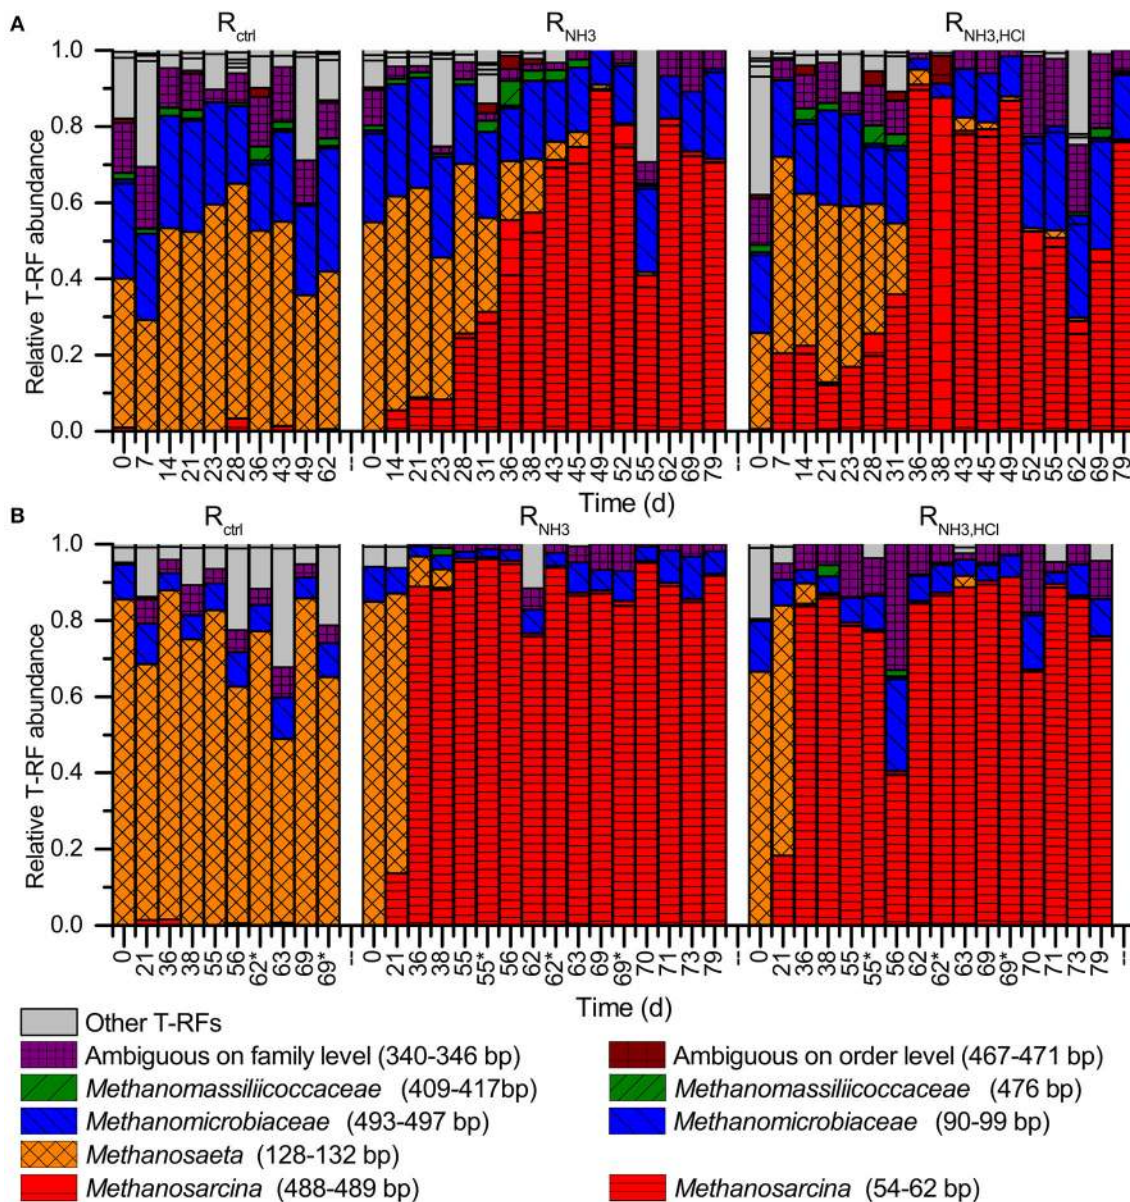 A
R_ctrl R_NH3 R_NH3,HCl
1.0
0.8
0.6
0.4
0.2
0.0
Relative T-RF abundance
0 7 14 21 23 28 36 43 49 62 -- 0 14 21 23 28 31 36 38 43 45 49 52 55 62 69 79 -- 0 7 14 21 23 28 31 36 38 43 45 49 52 55 62 69 79
Time (d)
B
R_ctrl R_NH3 R_NH3,HCl
1.0
0.8
0.6
0.4
0.2
0.0
Relative T-RF abundance
0 21 36 38 55 56 62* 63 69 69* -- 0 21 36 38 55 55* 56 62 62* 63 69 69* 70 71 73 79 -- 0 21 36 38 55 55* 56 62 62* 63 69 69* 70 71 73 79 --
Time (d)
Other T-RFs
Ambiguous on family level (340-346 bp) Ambiguous on order level (467-471 bp)
Methanomassiliicoccaceae (409-417bp) Methanomassiliicoccaceae (476 bp)
Methanomicrobiaceae (493-497 bp) Methanomicrobiaceae (90-99 bp)
Methanosaeta (128-132 bp)
Methanosarcina (488-489 bp) Methanosarcina (54-62 bp)